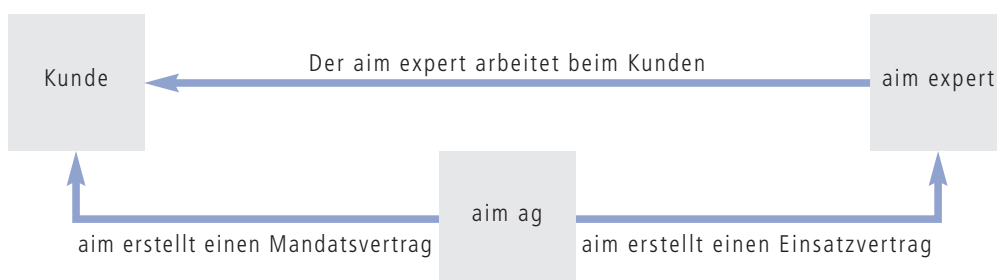 Der aim expert arbeitet beim Kunden
Kunde
aim expert
aim ag
aim erstellt einen Mandatsvertrag
aim erstellt einen Einsatzvertrag